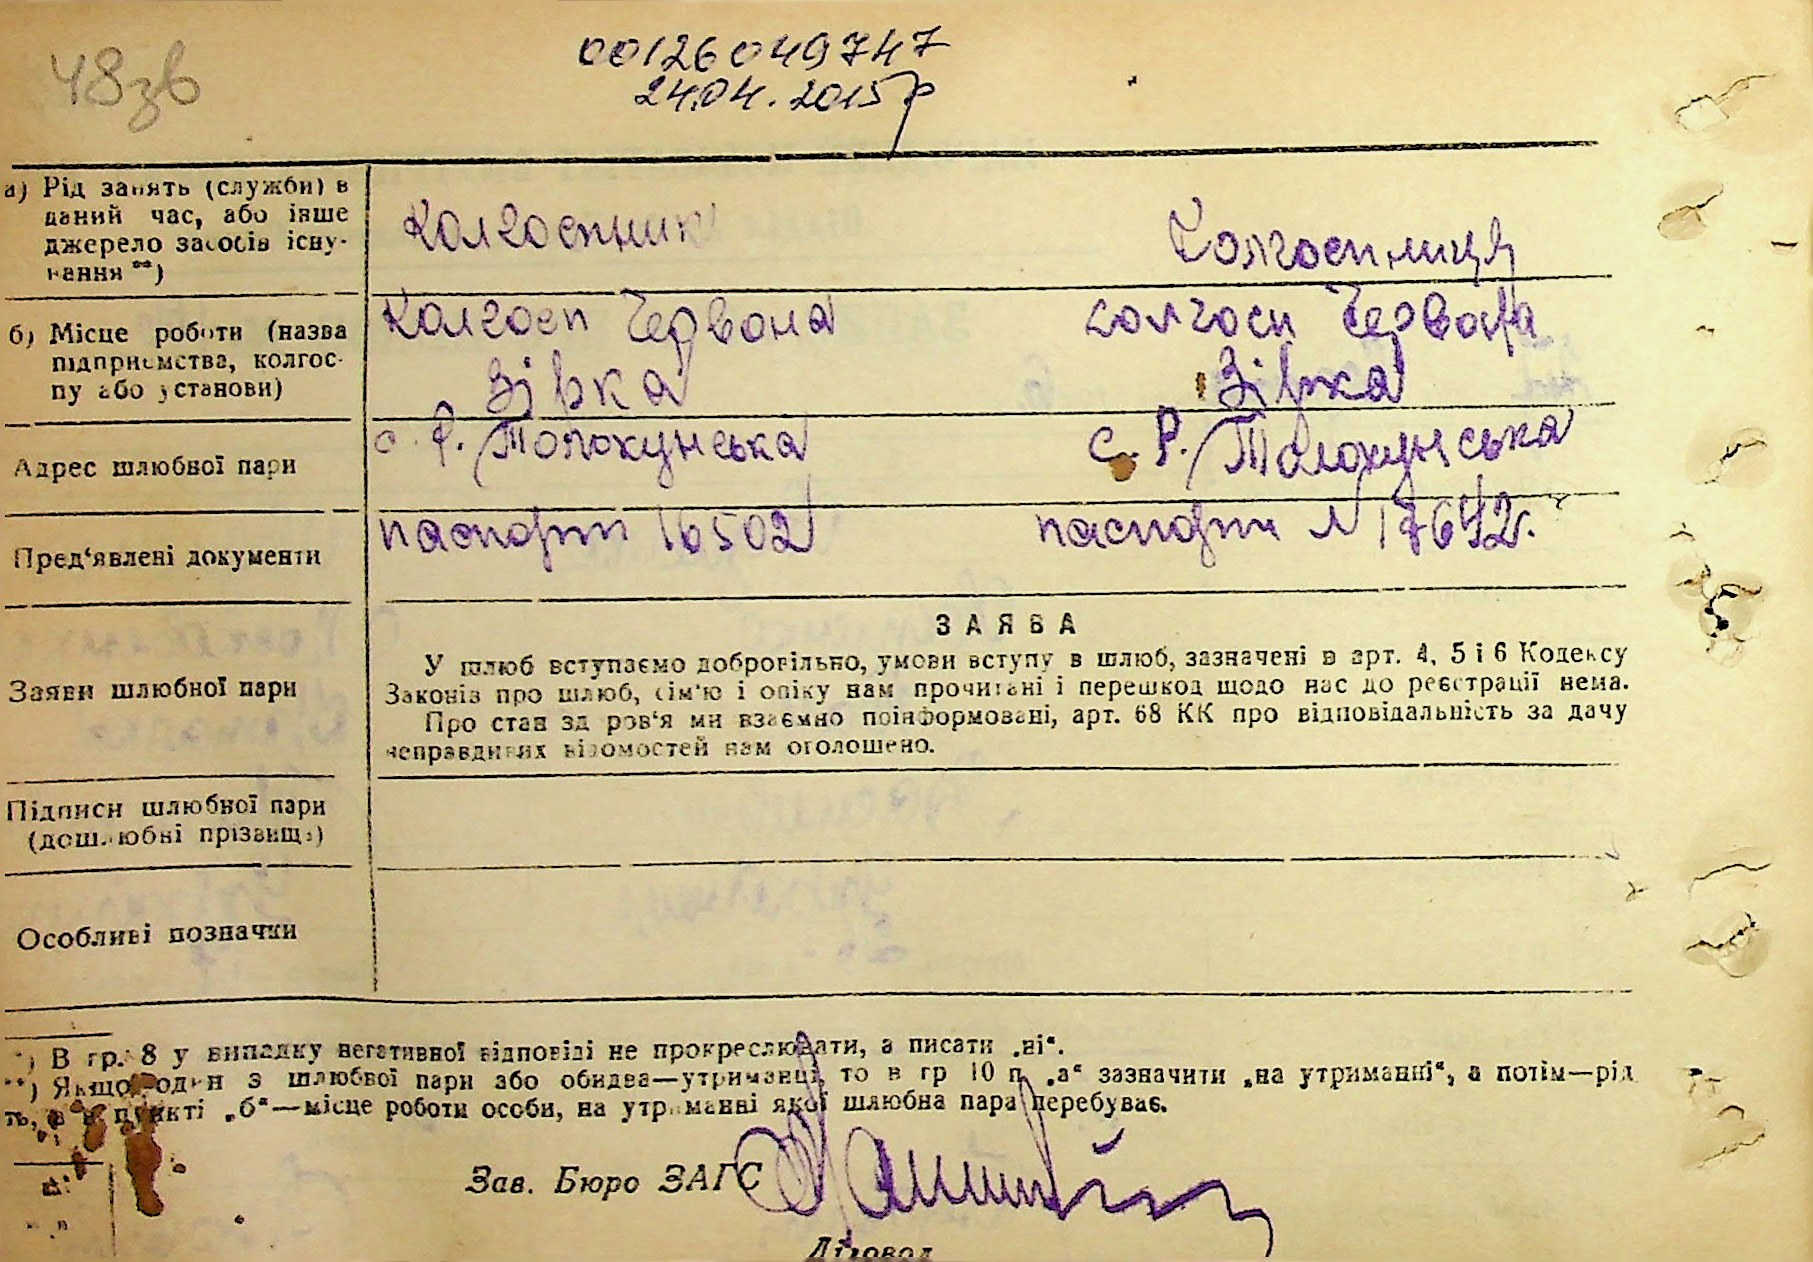 48зв
00126049747
24.04.2015р
а) Рід занять (служби) в
даний час, або інше
джерело засобів існу-
вання **)
Колгоспник
Колгоспниця
б) Місце роботи (назва
підприємства, колгос-
пу або установи)
Колгосп Червона
Зірка
колгосп Червона
Зірка
Адрес шлюбної пари
с. Р. Толокунська
с. Р. Толокунська
Пред'явлені документи
паспорт 16502
паспорт № 17642.
Заяви шлюбної пари
ЗАЯВА
У шлюб вступаємо добровільно, умови вступу в шлюб, зазначені в арт. 4, 5 і 6 Кодексу
Законів про шлюб, сім'ю і опіку нам прочитані і перешкод щодо нас до реєстрації нема.
Про стан здоров'я ми взаємно поінформовані, арт. 68 КК про відповідальність за дачу
неправдивих відомостей нам оголошено.
Підписи шлюбної пари
(дошлюбні прізвища)
Особливі позначки
*) В гр. 8 у випадку негативної відповіді не прокреслювати, а писати „ні“.
**) Якщо один з шлюбної пари або обидва—утриманці, то в гр 10 п. „а“ зазначити „на утриманні“, а потім—рід
ть, а в пункті „б“—місце роботи особи, на утриманні якої шлюбна пара перебуває.
Зав. Бюро ЗАГС
Діловод